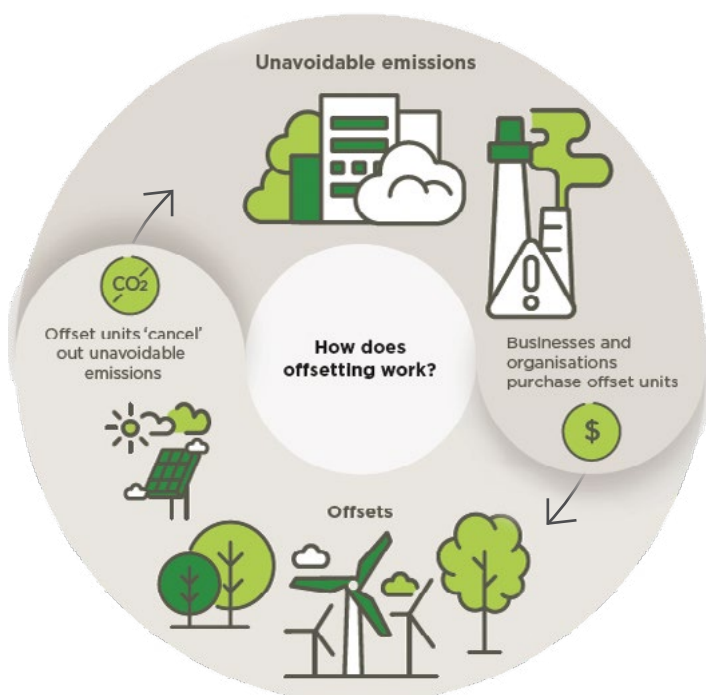 Unavoidable emissions
CO2
Offset units ‘cancel’
out unavoidable
emissions
How does
offsetting work?
Businesses and
organisations
purchase offset units
$
Offsets